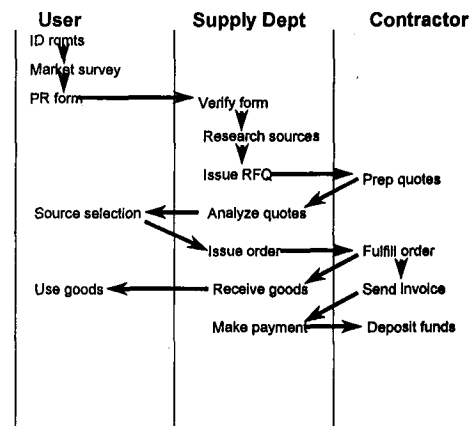 User Supply Dept Contractor
ID rqmts
Market survey
PR form Verify form
Research sources
Issue RFQ Prep quotes
Source selection Analyze quotes
Issue order Fulfill order
Use goods Receive goods Send Invoice
Make payment Deposit funds